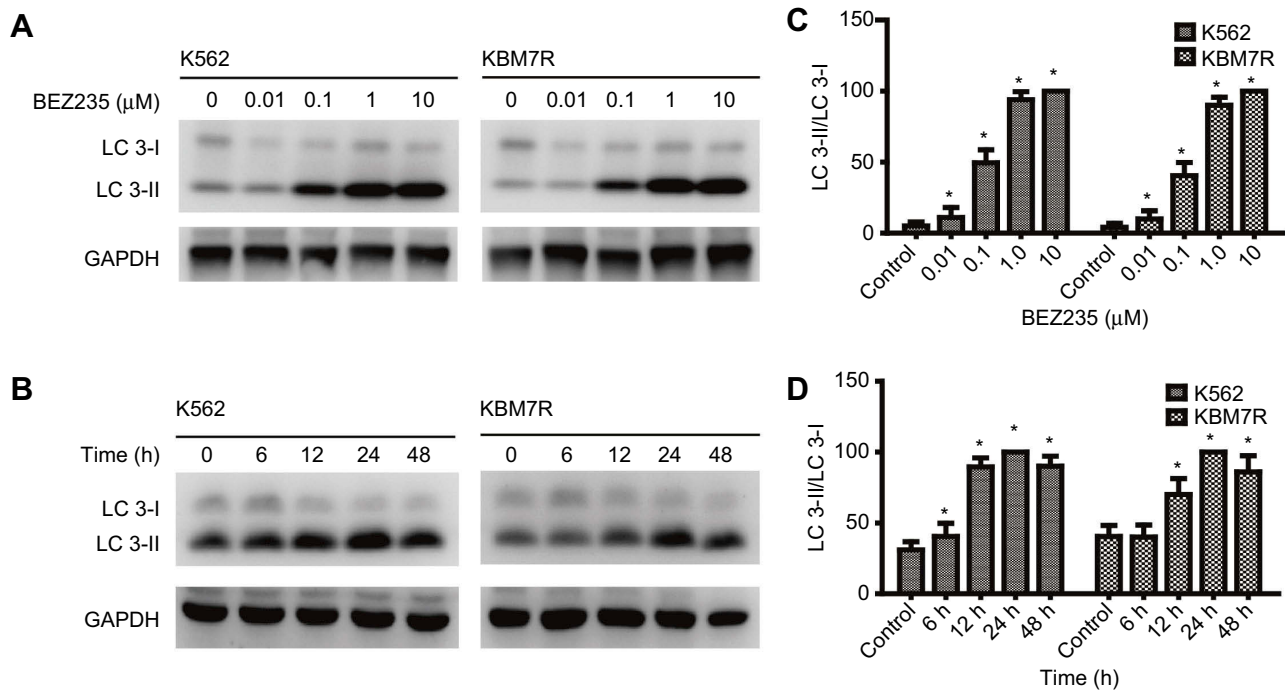 A
K562
KBM7R
BEZ235 (μM)
0 0.01 0.1 1 10
0 0.01 0.1 1 10
LC 3-I
LC 3-II
GAPDH
B
K562
KBM7R
Time (h)
0 6 12 24 48
0 6 12 24 48
LC 3-I
LC 3-II
GAPDH
C
150
100
50
0
LC 3-II/LC 3-I
K562
KBM7R
* * * *
* * * *
Control 0.01 0.1 1.0 10
Control 0.01 0.1 1.0 10
BEZ235 (μM)
D
150
100
50
0
LC 3-II/LC 3-I
K562
KBM7R
* * * *
* * *
Control 6 h 12 h 24 h 48 h
Control 6 h 12 h 24 h 48 h
Time (h)